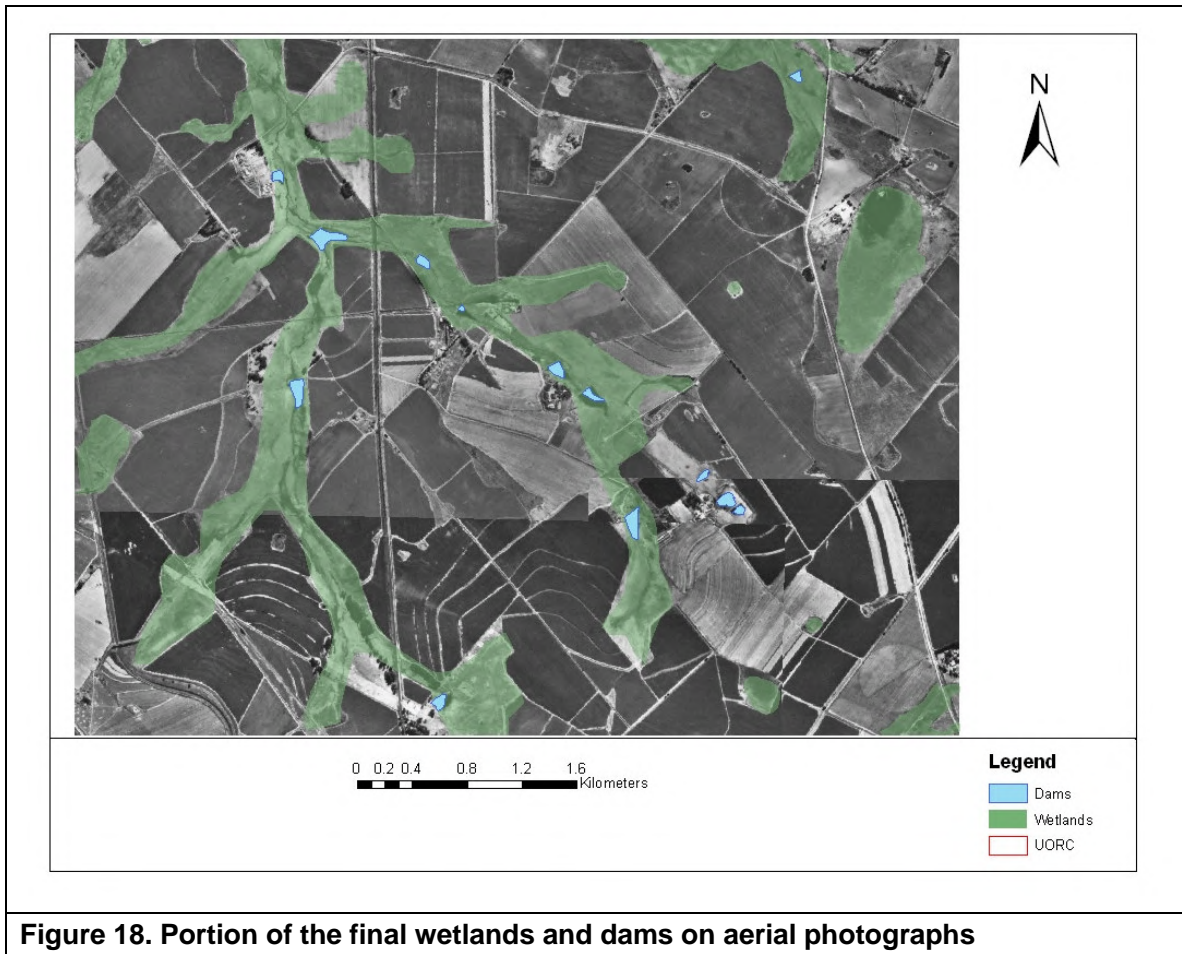 N
0 0.2 0.4 0.8 1.2 1.6
Kilometers
Legend
Dams
Wetlands
UORC
Figure 18. Portion of the final wetlands and dams on aerial photographs